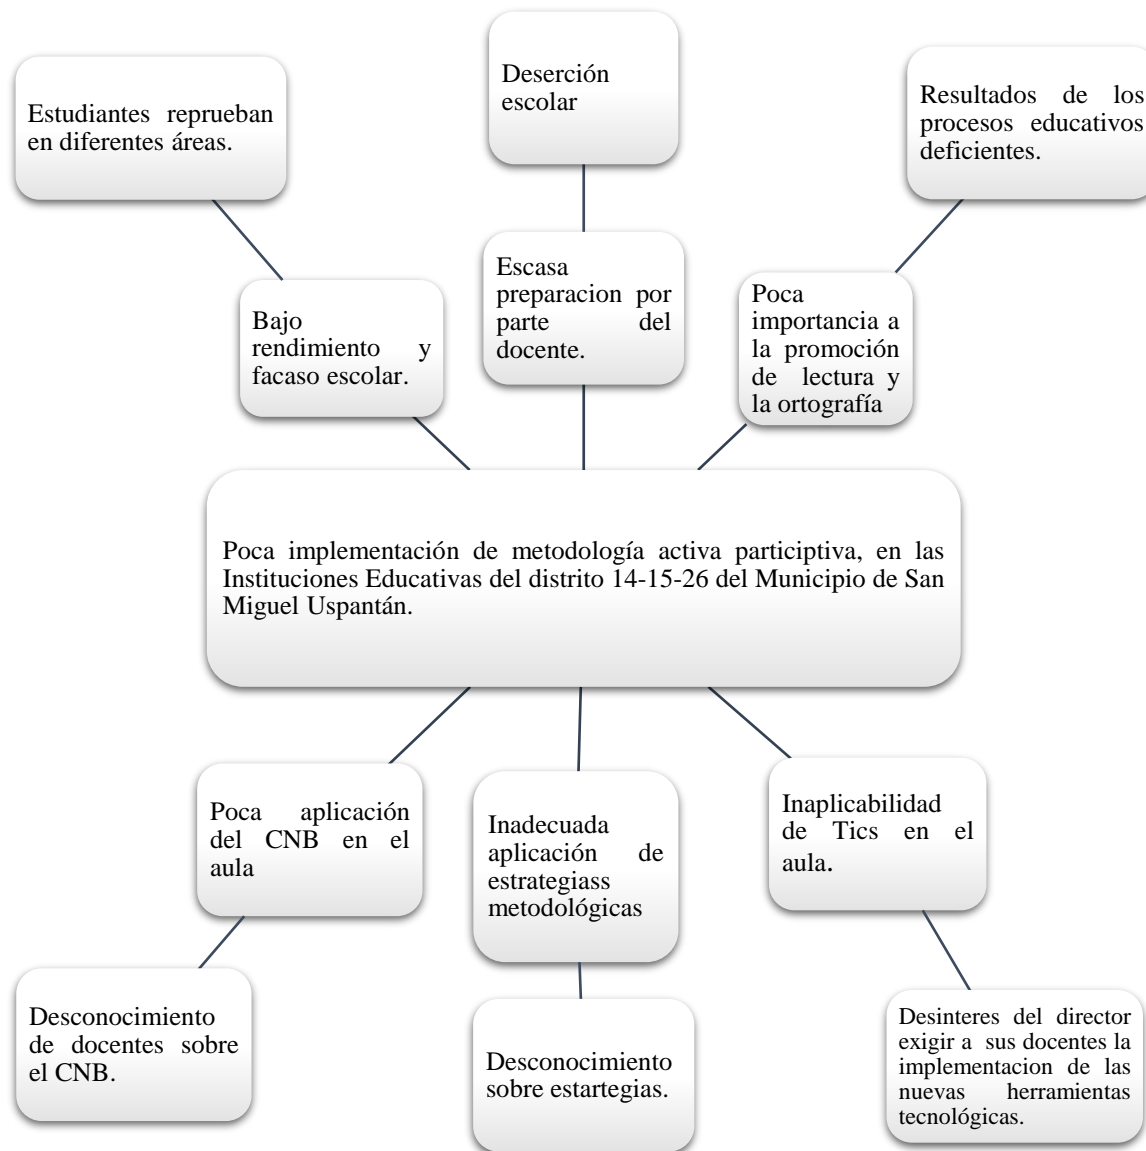 Deserción
escolar
Estudiantes reprueban
en diferentes áreas.
Resultados de los
procesos educativos
deficientes.
Escasa
preparacion por
parte del
docente.
Bajo
rendimiento y
facaso escolar.
Poca
importancia a
la promoción
de lectura y
la ortografía
Poca implementación de metodología activa participtiva, en las
Instituciones Educativas del distrito 14-15-26 del Municipio de San
Miguel Uspantán.
Poca aplicación
del CNB en el
aula
Inadecuada
aplicación de
estrategiass
metodológicas
Inaplicabilidad
de Tics en el
aula.
Desconocimiento
de docentes sobre
el CNB.
Desconocimiento
sobre estartegias.
Desinteres del director
exigir a sus docentes la
implementacion de las
nuevas herramientas
tecnológicas.